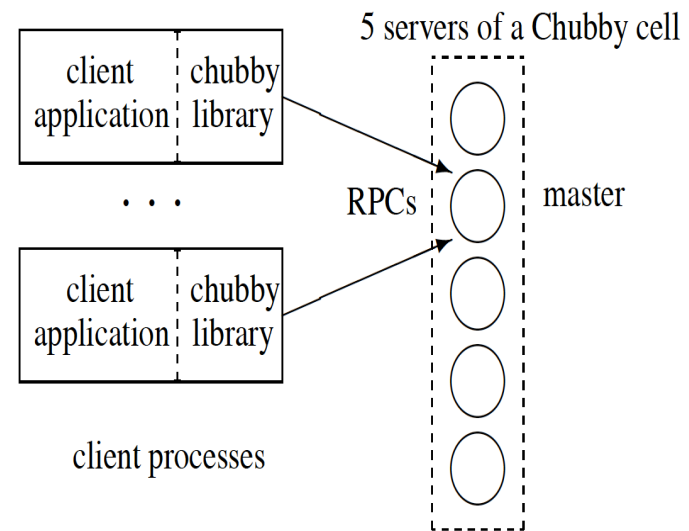 5 servers of a Chubby cell
client
application
chubby
library
. . .
RPCs
master
client
application
chubby
library
client processes